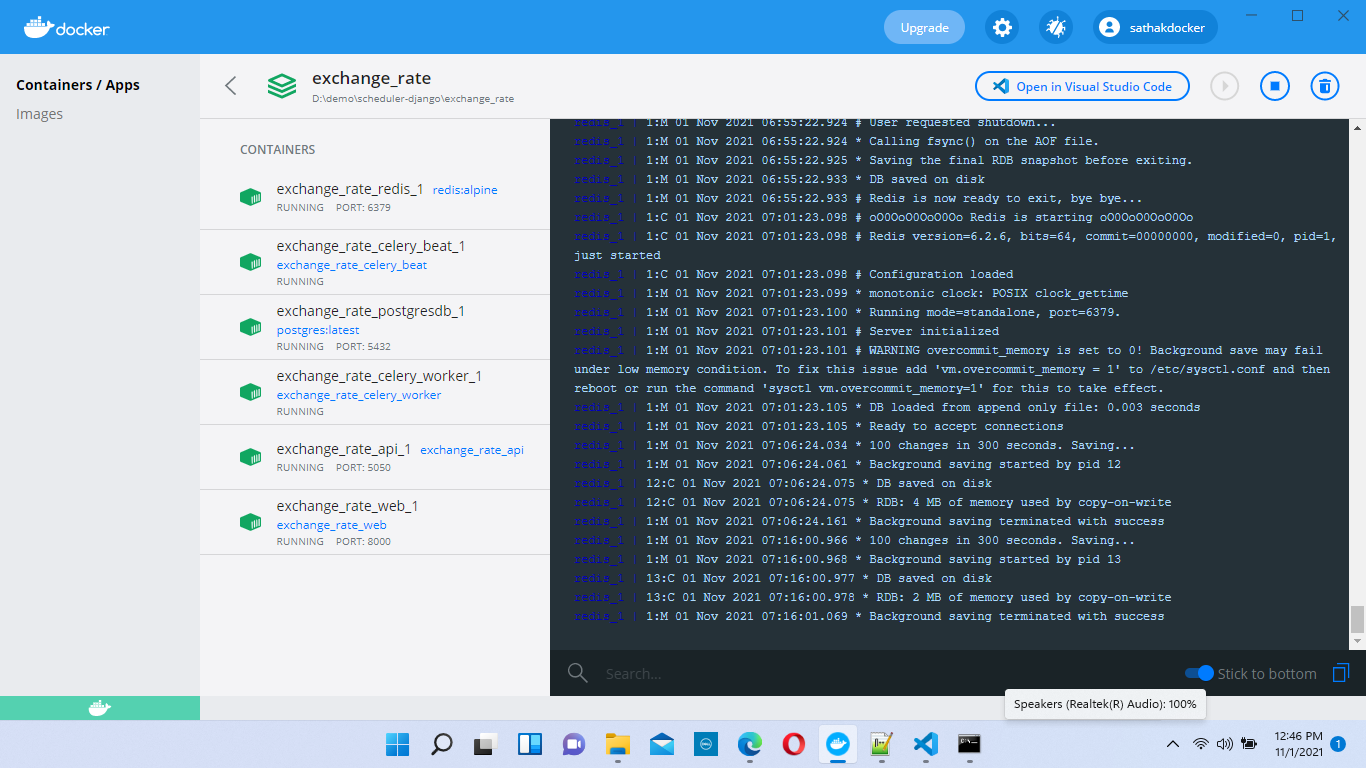 docker
Upgrade
sathakdocker
Containers / Apps
Images
exchange_rate
D:\demo\scheduler-django\exchange_rate
Open in Visual Studio Code
CONTAINERS
exchange_rate_redis_1 redis:alpine
RUNNING PORT: 6379
exchange_rate_celery_beat_1
exchange_rate_celery_beat
RUNNING
exchange_rate_postgresdb_1
postgres:latest
RUNNING PORT: 5432
exchange_rate_celery_worker_1
exchange_rate_celery_worker
RUNNING
exchange_rate_api_1 exchange_rate_api
RUNNING PORT: 5050
exchange_rate_web_1
exchange_rate_web
RUNNING PORT: 8000
redis_1 | 1:M 01 Nov 2021 06:55:22.924 # User requested shutdown...
redis_1 | 1:M 01 Nov 2021 06:55:22.924 * Calling fsync() on the AOF file.
redis_1 | 1:M 01 Nov 2021 06:55:22.925 * Saving the final RDB snapshot before exiting.
redis_1 | 1:M 01 Nov 2021 06:55:22.933 * DB saved on disk
redis_1 | 1:M 01 Nov 2021 06:55:22.933 # Redis is now ready to exit, bye bye...
redis_1 | 1:C 01 Nov 2021 07:01:23.098 # oO0OoO0OoO0Oo Redis is starting oO0OoO0OoO0Oo
redis_1 | 1:C 01 Nov 2021 07:01:23.098 # Redis version=6.2.6, bits=64, commit=00000000, modified=0, pid=1,
just started
redis_1 | 1:C 01 Nov 2021 07:01:23.098 # Configuration loaded
redis_1 | 1:M 01 Nov 2021 07:01:23.099 * monotonic clock: POSIX clock_gettime
redis_1 | 1:M 01 Nov 2021 07:01:23.100 * Running mode=standalone, port=6379.
redis_1 | 1:M 01 Nov 2021 07:01:23.101 # Server initialized
redis_1 | 1:M 01 Nov 2021 07:01:23.101 # WARNING overcommit_memory is set to 0! Background save may fail
under low memory condition. To fix this issue add 'vm.overcommit_memory = 1' to /etc/sysctl.conf and then
reboot or run the command 'sysctl vm.overcommit_memory=1' for this to take effect.
redis_1 | 1:M 01 Nov 2021 07:01:23.105 * DB loaded from append only file: 0.003 seconds
redis_1 | 1:M 01 Nov 2021 07:01:23.105 * Ready to accept connections
redis_1 | 1:M 01 Nov 2021 07:06:24.034 * 100 changes in 300 seconds. Saving...
redis_1 | 1:M 01 Nov 2021 07:06:24.061 * Background saving started by pid 12
redis_1 | 12:C 01 Nov 2021 07:06:24.075 * DB saved on disk
redis_1 | 12:C 01 Nov 2021 07:06:24.075 * RDB: 4 MB of memory used by copy-on-write
redis_1 | 1:M 01 Nov 2021 07:06:24.161 * Background saving terminated with success
redis_1 | 1:M 01 Nov 2021 07:16:00.966 * 100 changes in 300 seconds. Saving...
redis_1 | 1:M 01 Nov 2021 07:16:00.968 * Background saving started by pid 13
redis_1 | 13:C 01 Nov 2021 07:16:00.977 * DB saved on disk
redis_1 | 13:C 01 Nov 2021 07:16:00.978 * RDB: 2 MB of memory used by copy-on-write
redis_1 | 1:M 01 Nov 2021 07:16:01.069 * Background saving terminated with success
Search...
Stick to bottom
Speakers (Realtek(R) Audio): 100%
12:46 PM
11/1/2021
1